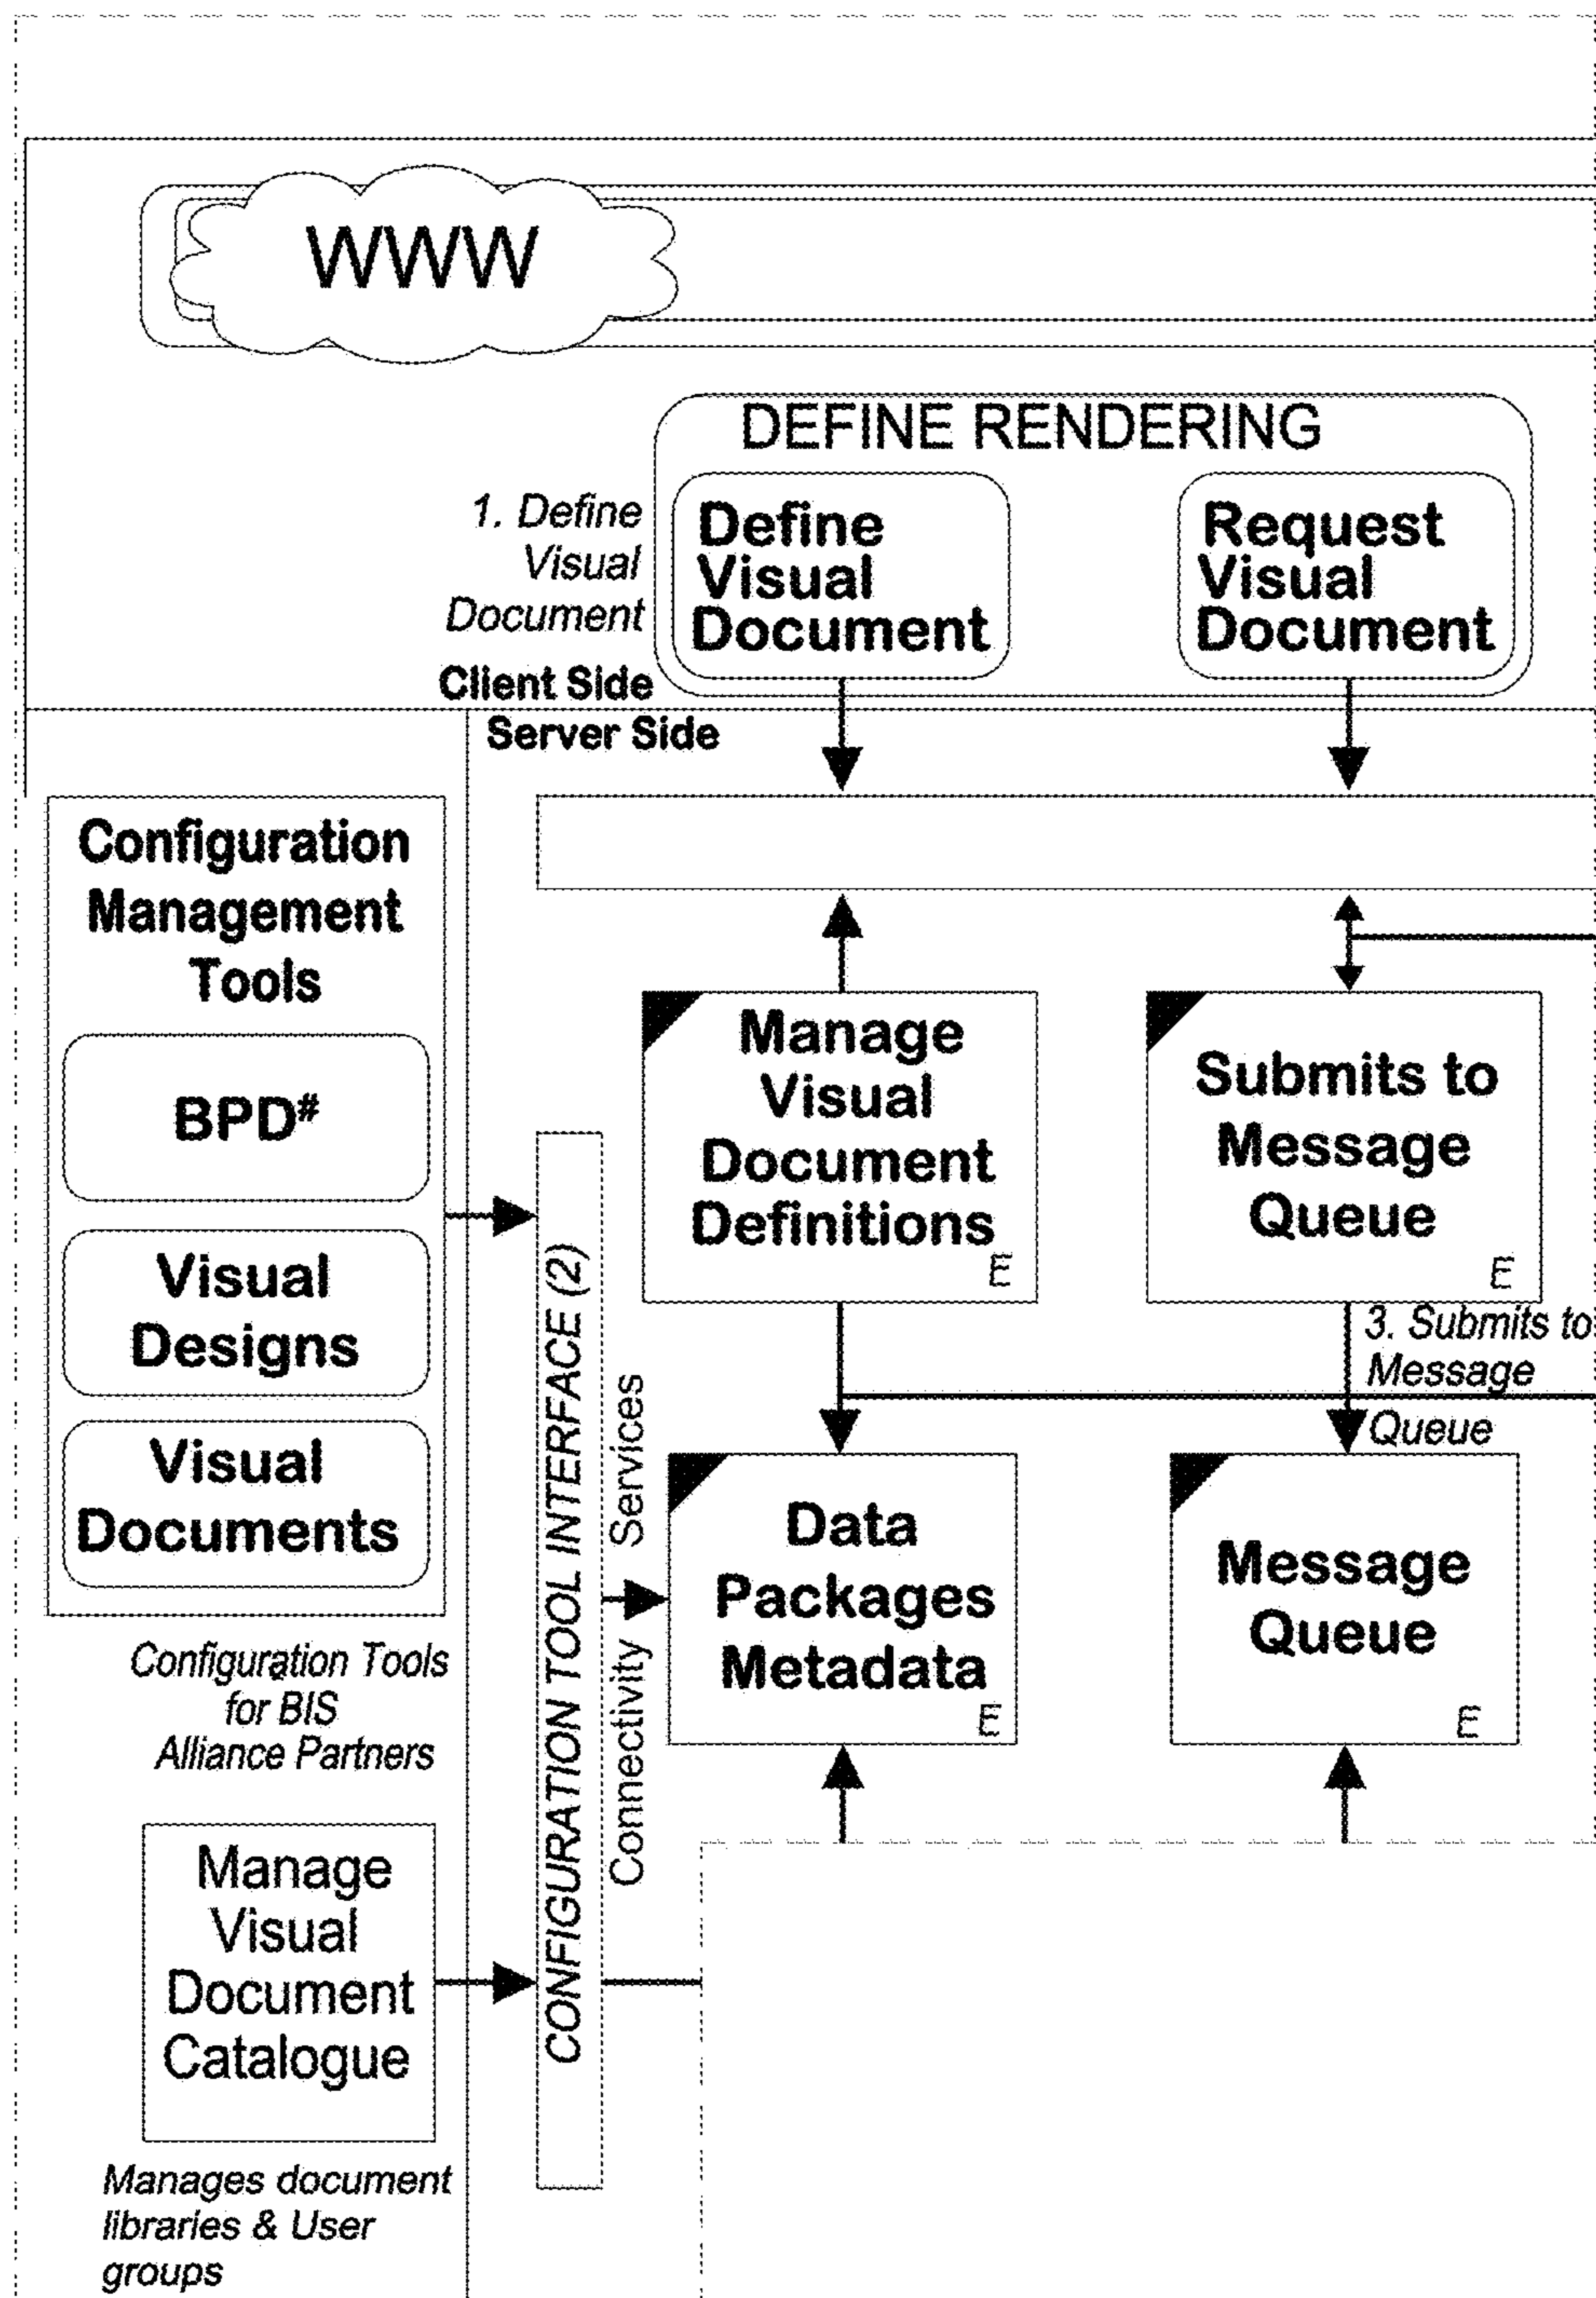 WWW
DEFINE RENDERING
1. Define
Visual
Document
Define
Visual
Document
Request
Visual
Document
Client Side
Server Side
Configuration
Management
Tools
BPD#
Visual
Designs
Visual
Documents
Configuration Tools
for BIS
Alliance Partners
Manage
Visual
Document
Catalogue
Manages document
libraries & User
groups
CONFIGURATION TOOL INTERFACE (2)
Connectivity Services
Manage
Visual
Document
Definitions
E
Submits to
Message
Queue
E
3. Submits to
Message
Queue
Data
Packages
Metadata
E
Message
Queue
E